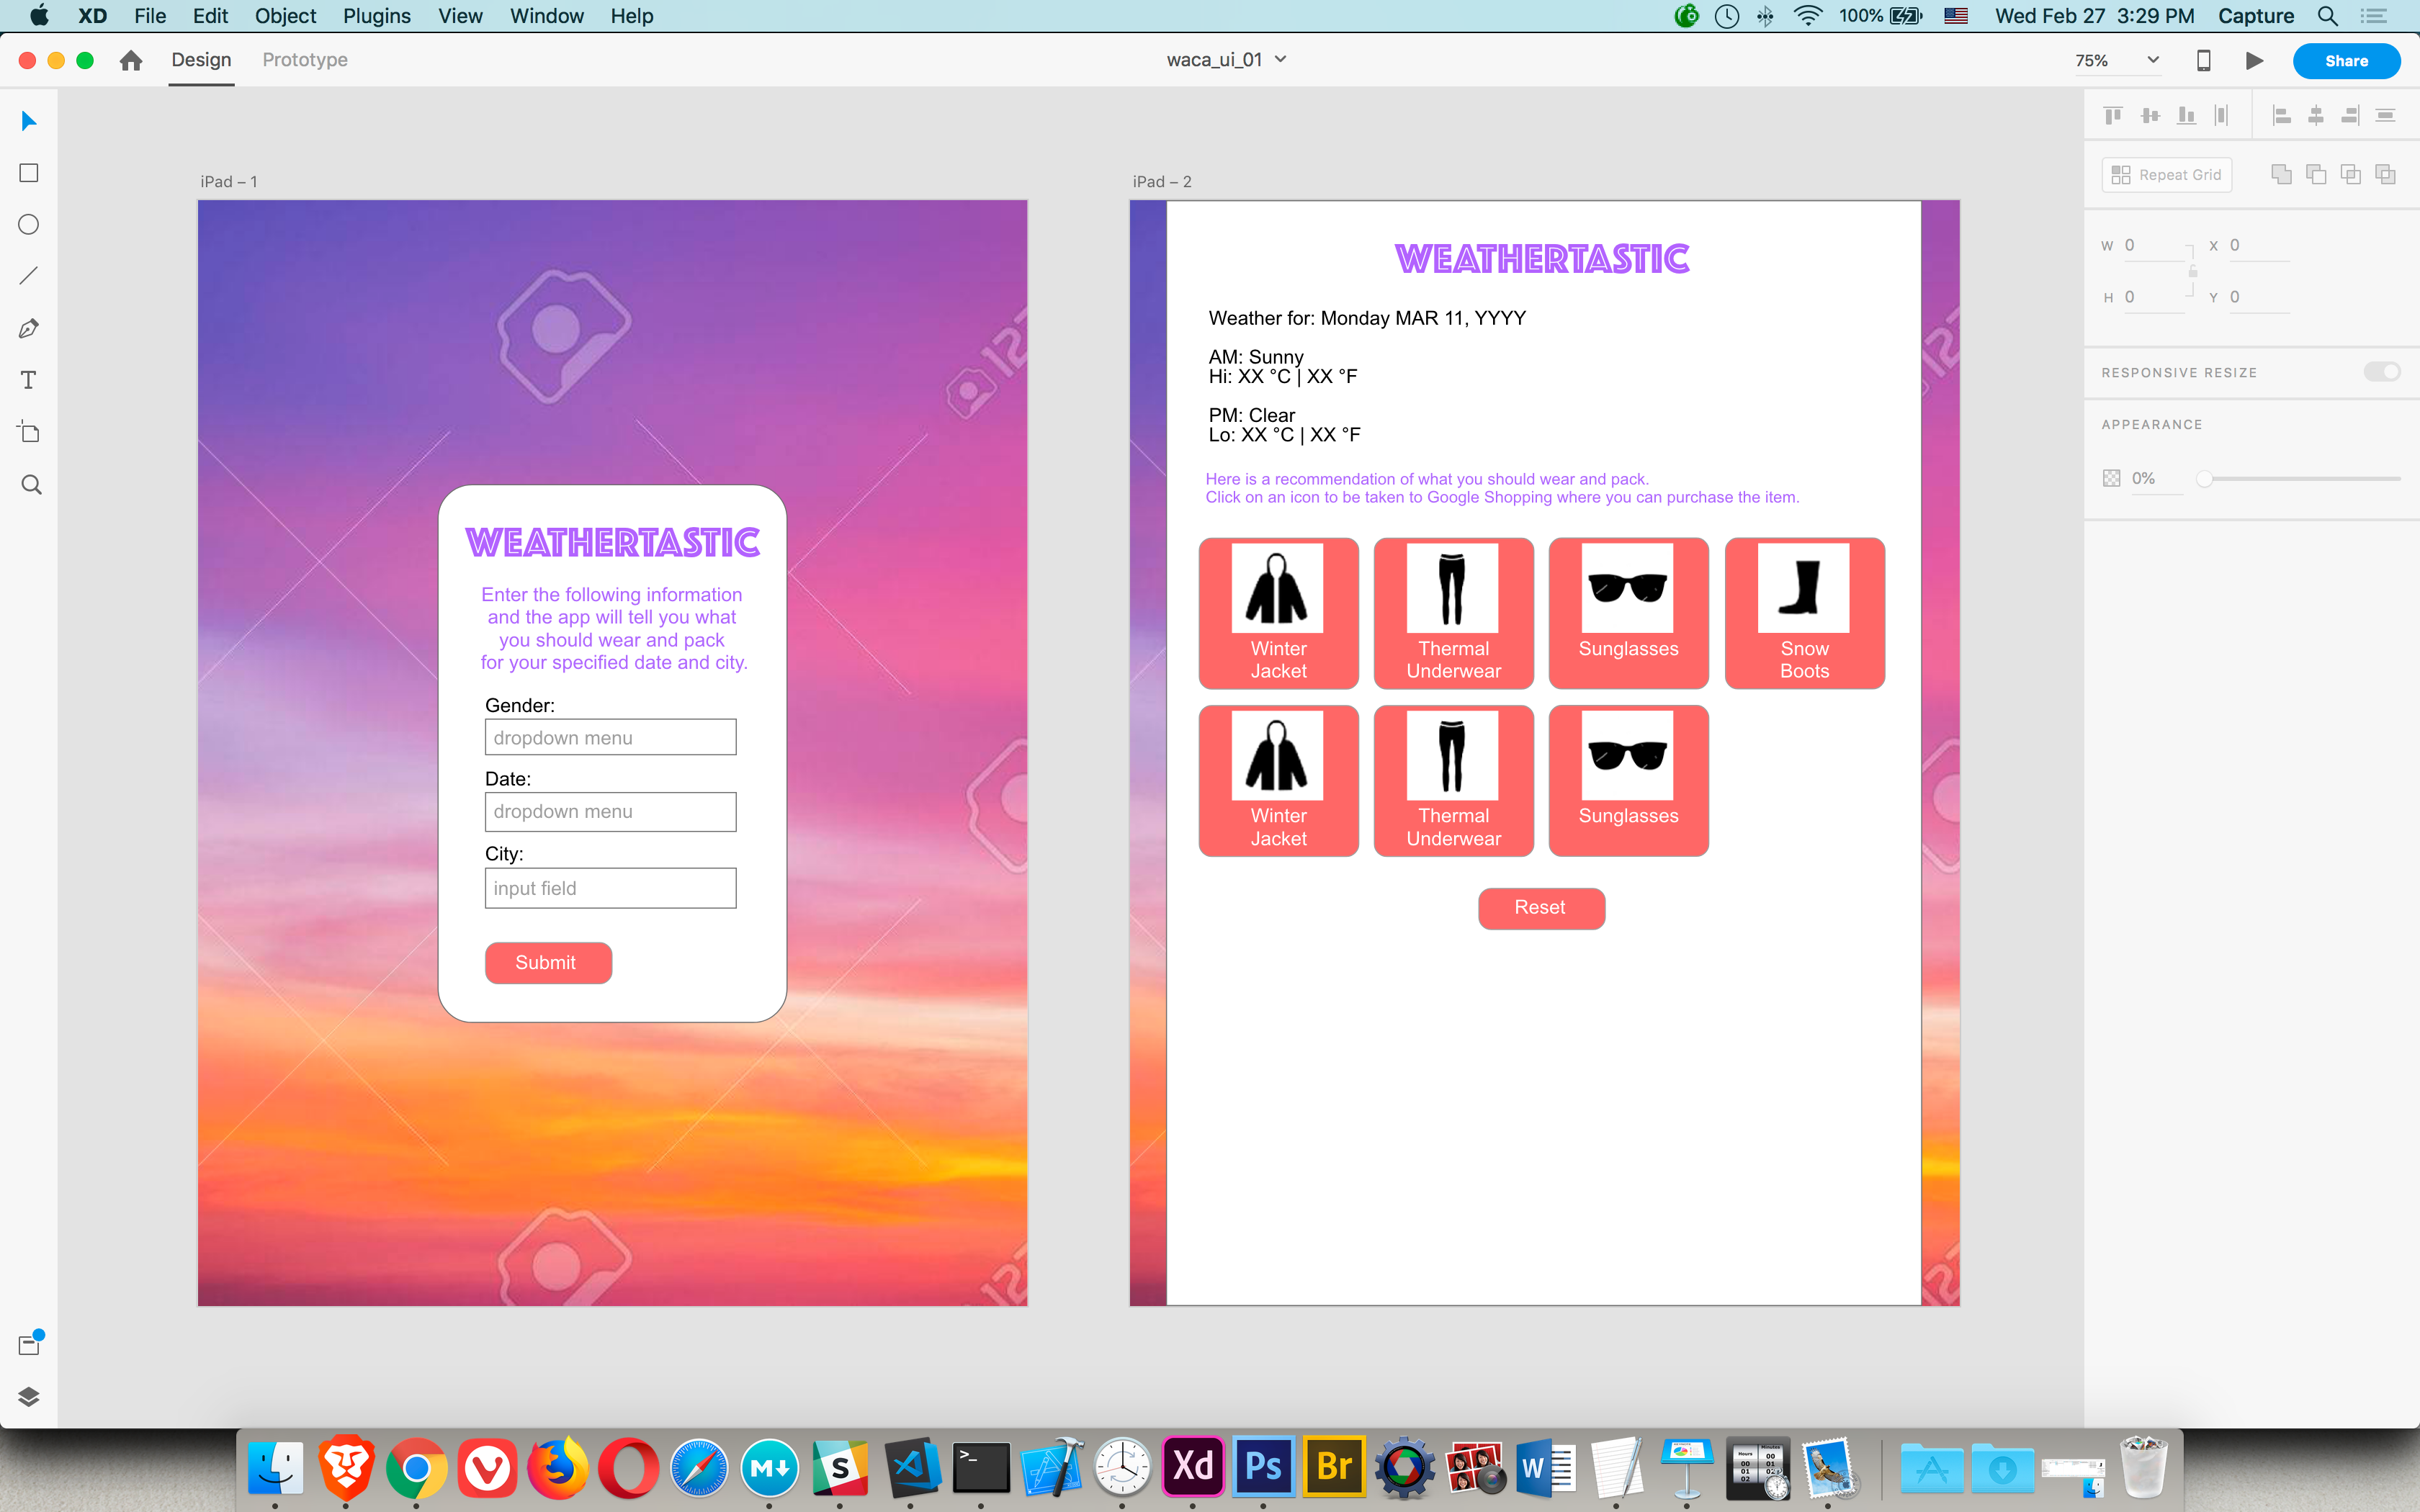 XD File Edit Object Plugins View Window Help 100% Wed Feb 27 3:29 PM Capture
Design Prototype waca_ui_01 75% Share
iPad – 1
iPad – 2
Repeat Grid
W 0 X 0
H 0 Y 0
RESPONSIVE RESIZE
APPEARANCE
0%
WEATHERTASTIC
Enter the following information
and the app will tell you what
you should wear and pack
for your specified date and city.
Gender:
dropdown menu
Date:
dropdown menu
City:
input field
Submit
123
WEATHERTASTIC
Weather for: Monday MAR 11, YYYY
AM: Sunny
Hi: XX °C | XX °F
PM: Clear
Lo: XX °C | XX °F
Here is a recommendation of what you should wear and pack.
Click on an icon to be taken to Google Shopping where you can purchase the item.
Winter
Jacket
Thermal
Underwear
Sunglasses
Snow
Boots
Winter
Jacket
Thermal
Underwear
Sunglasses
Reset
Xd Ps Br W